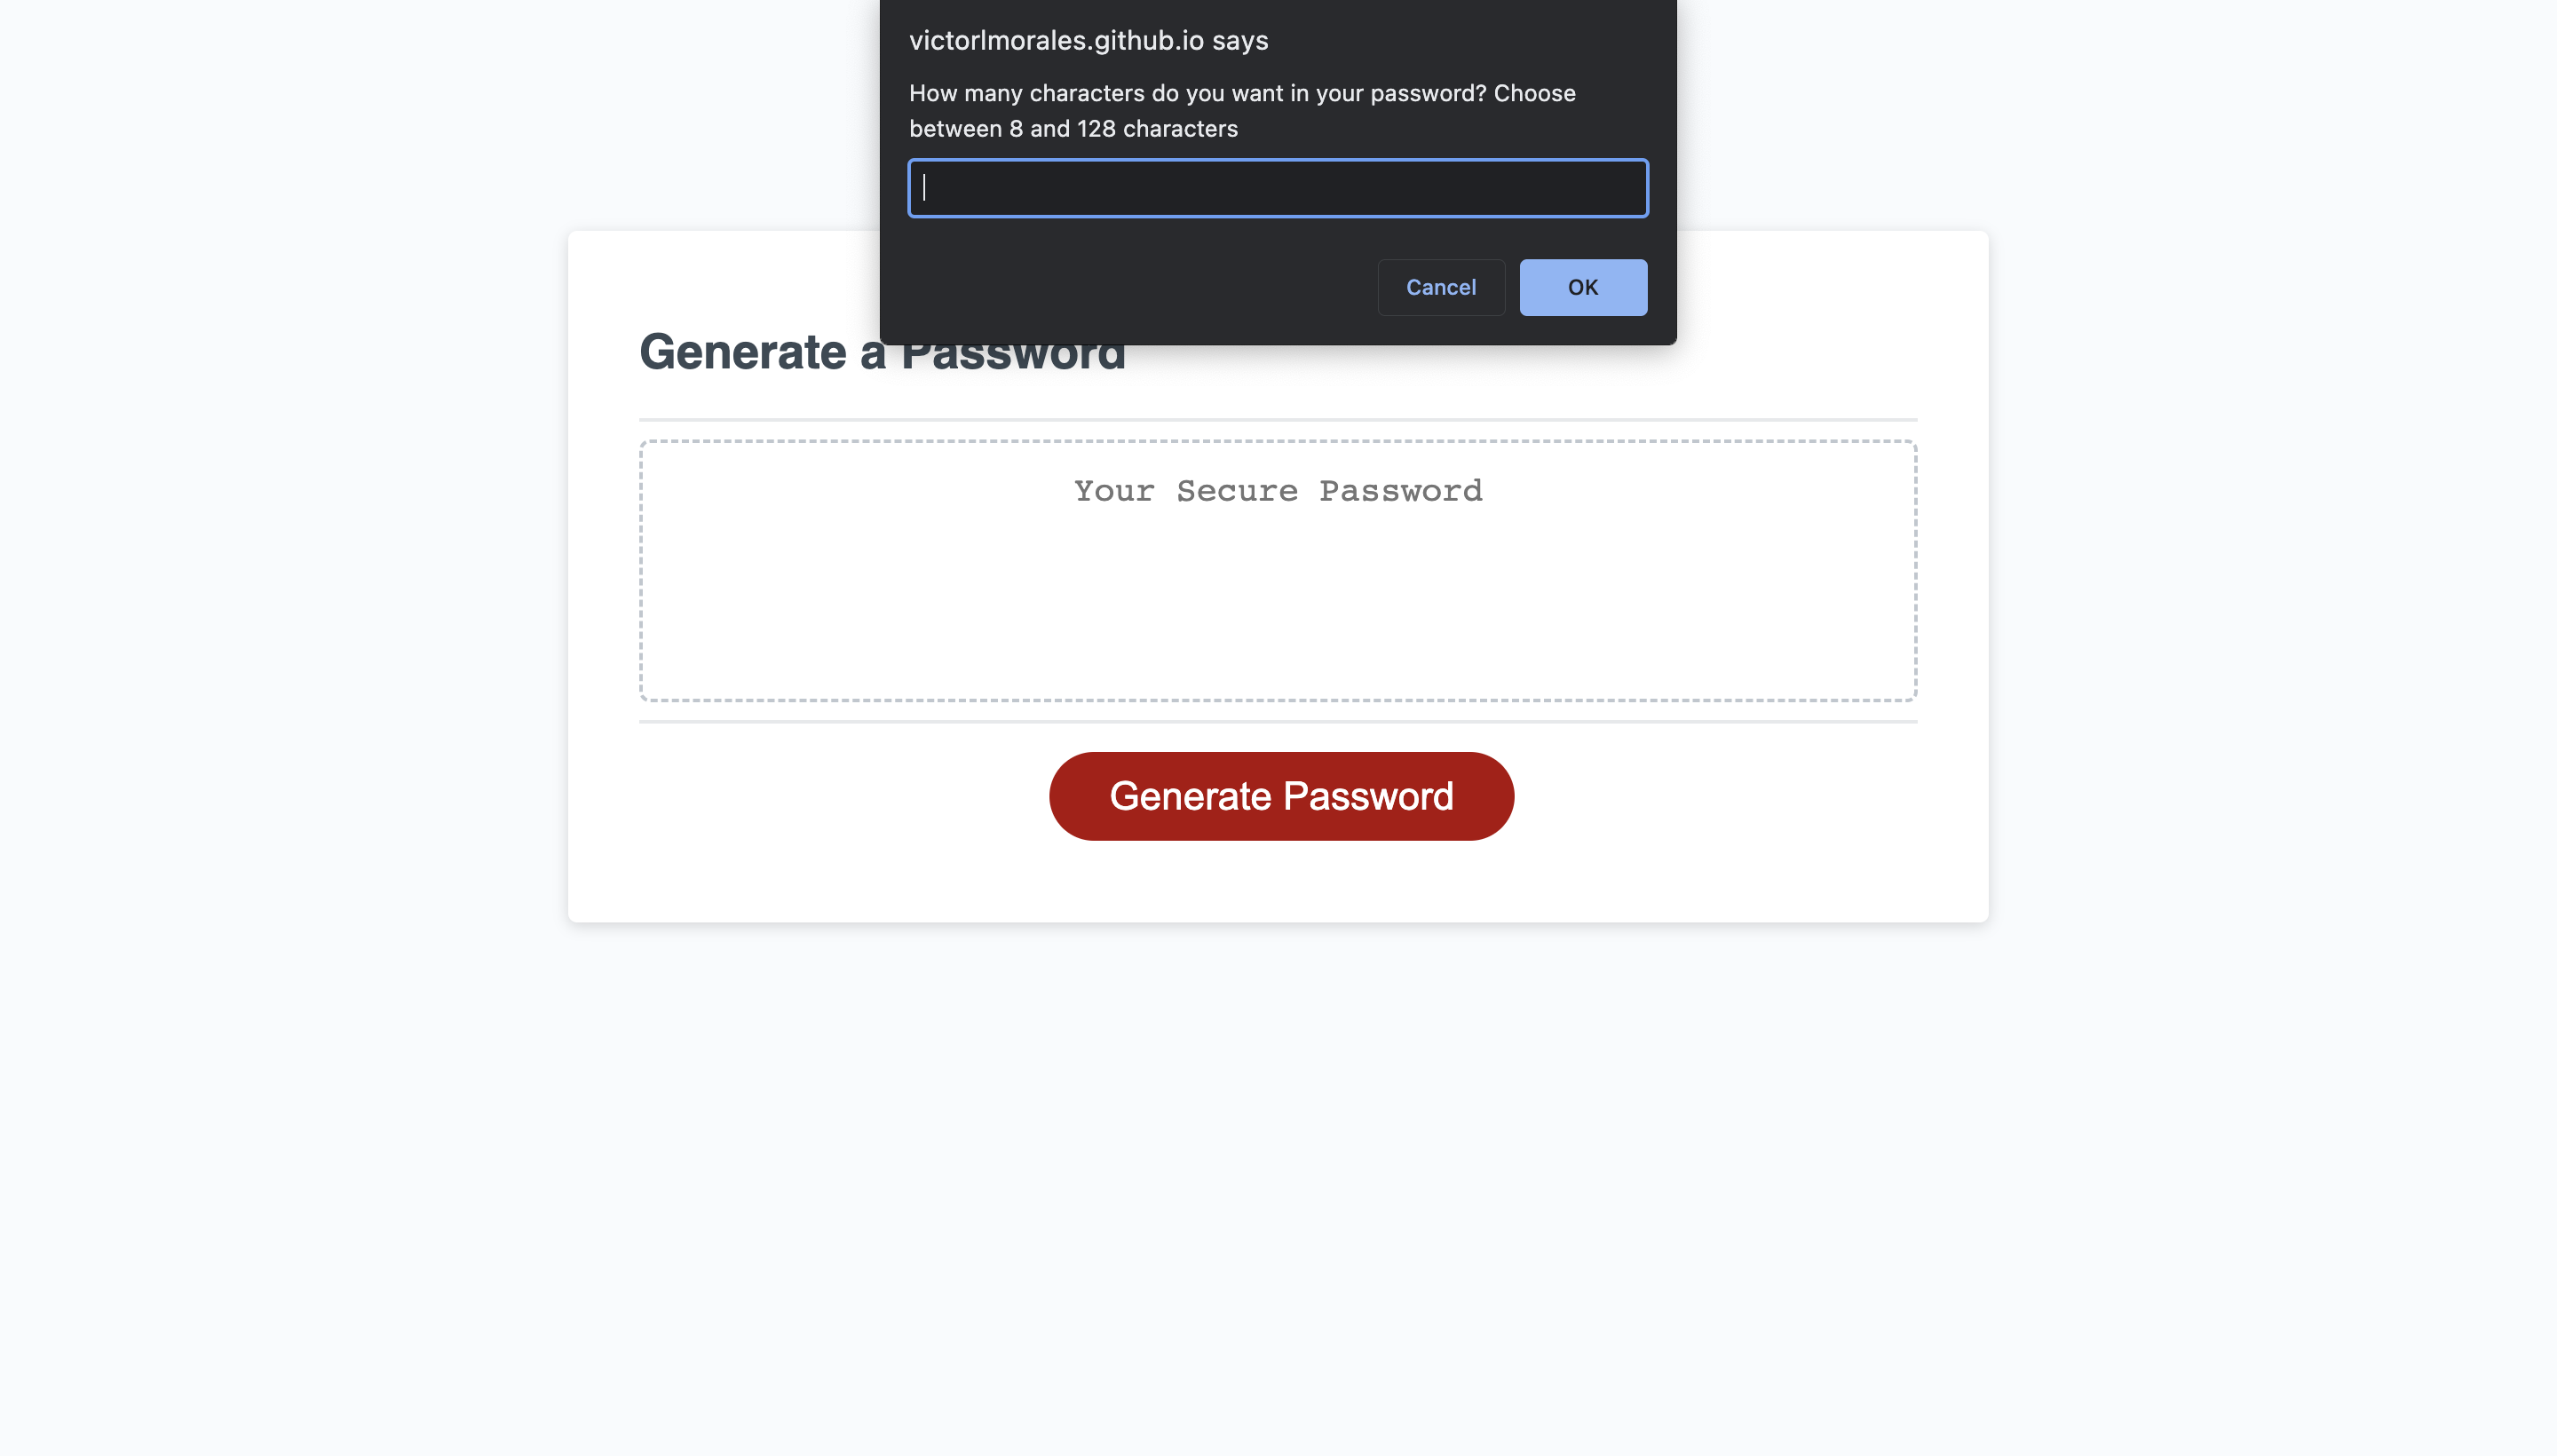 victorlmorales.github.io says
How many characters do you want in your password? Choose
between 8 and 128 characters
Cancel
OK
Generate a Password
Your Secure Password
Generate Password